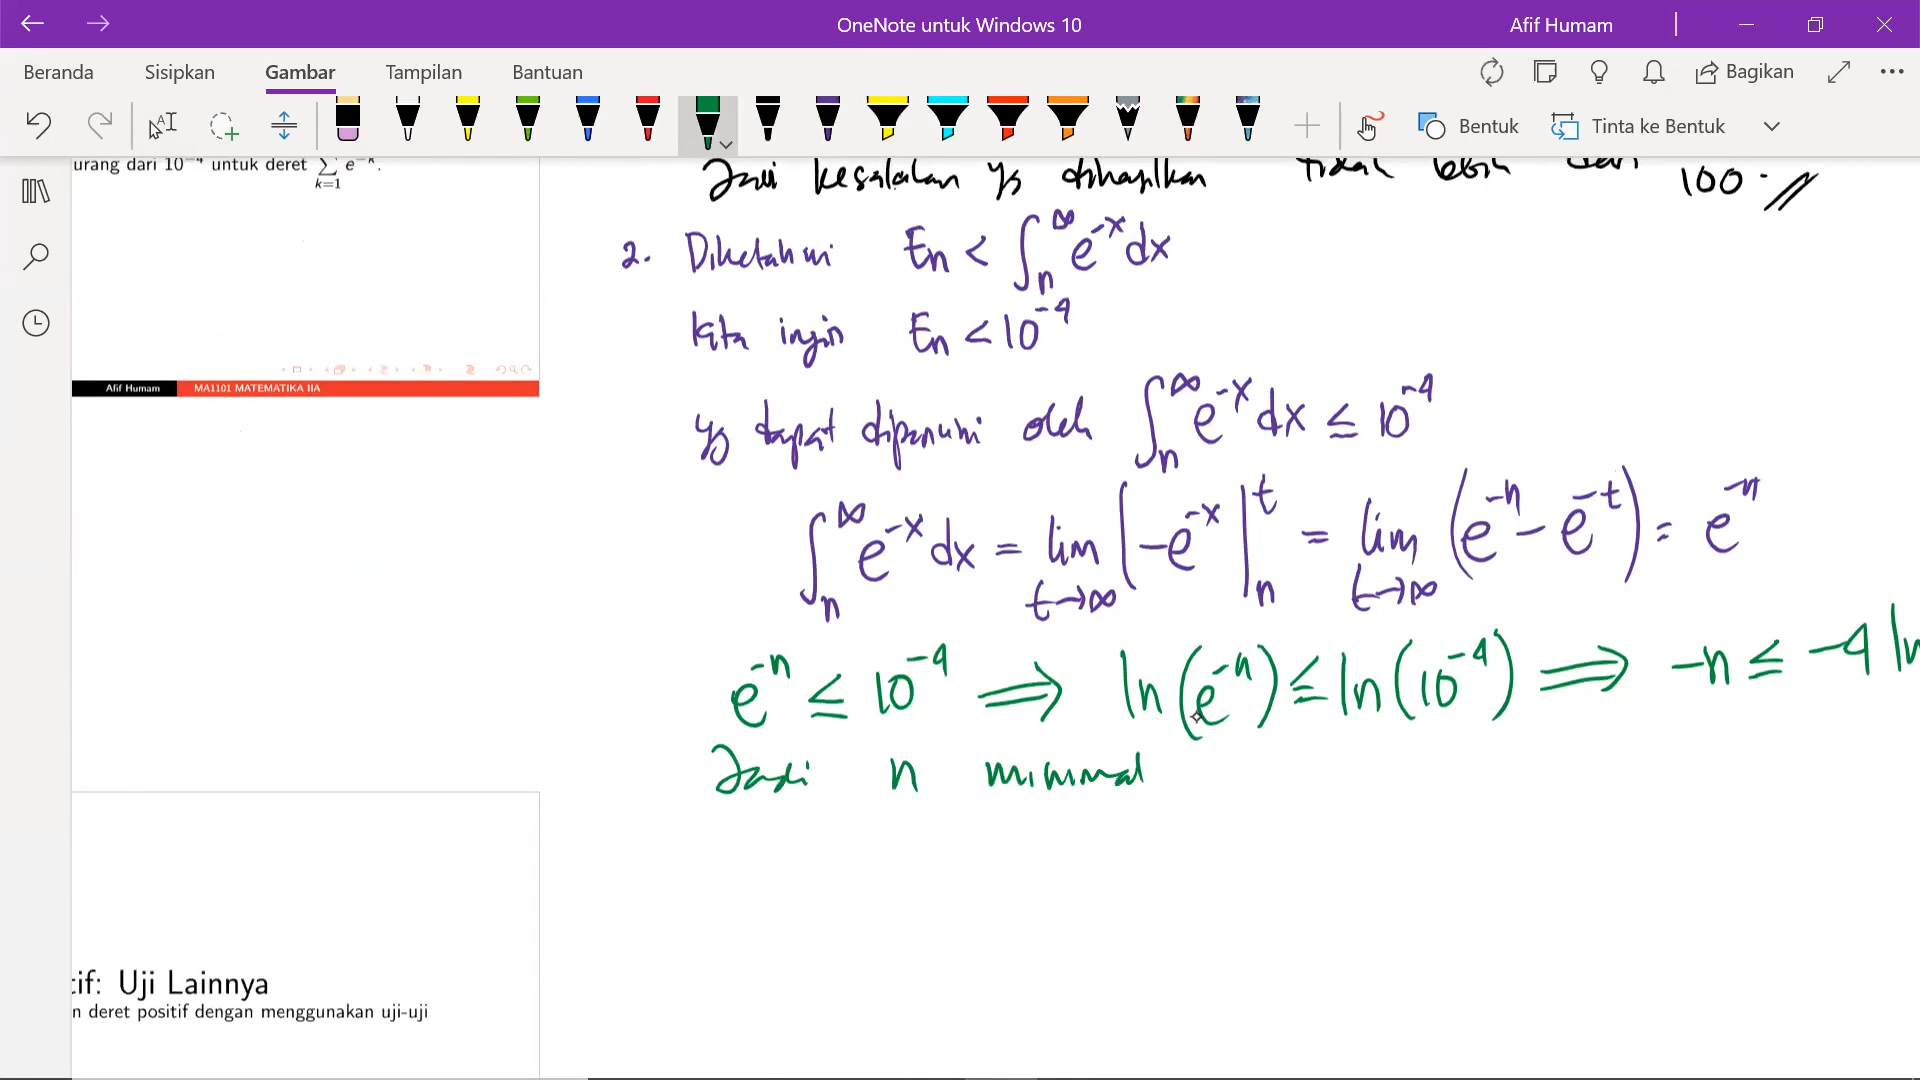 OneNote untuk Windows 10
Afif Humam
Beranda Sisipkan Gambar Tampilan Bantuan
Bagikan
Bentuk Tinta ke Bentuk
urang dari 10⁻⁴ untuk deret ∑ e⁻ᵏ.
k=1
Jadi kesalahan yg dihasilkan tidak lebih dari 100.
2. Diketahui Eₙ < ∫ₙ^∞ e⁻ˣ dx
Kita ingin Eₙ < 10⁻⁴
yg dapat dipenuhi oleh ∫ₙ^∞ e⁻ˣ dx ≤ 10⁻⁴
∫ₙ^∞ e⁻ˣ dx = lim t→∞ [-e⁻ˣ |ₙ^t = lim t→∞ (e⁻ⁿ - e⁻ᵗ) = e⁻ⁿ
e⁻ⁿ ≤ 10⁻⁴ ⟹ ln(e⁻ⁿ) ≤ ln(10⁻⁴) ⟹ -n ≤ -4 ln
Jadi n minimal
Afif Humam MA1101 MATEMATIKA IIA
tif: Uji Lainnya
n deret positif dengan menggunakan uji-uji